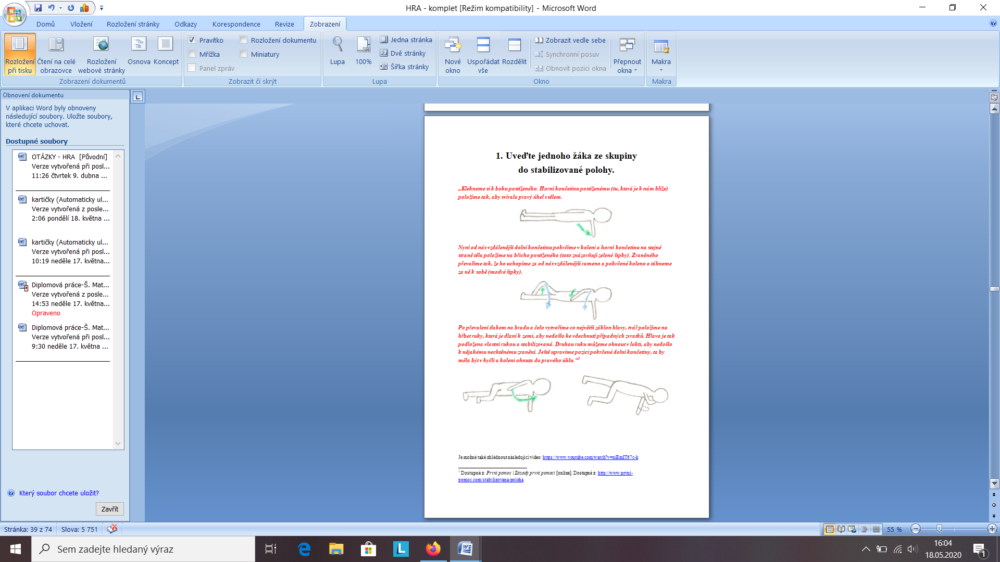 HRA - komplet [Režim kompatibility] - Microsoft Word
Domů
Vložení
Rozložení stránky
Odkazy
Korespondence
Revize
Zobrazení
Rozložení
při tisku
Čtení na celé
obrazovce
Rozložení
webové stránky
Osnova
Koncept
Zobrazení dokumentů
Pravítko
Mřížka
Panel zpráv
Rozložení dokumentu
Miniatury
Zobrazit či skrýt
Lupa
100%
Jedna stránka
Dvě stránky
Šířka stránky
Lupa
Nové
okno
Uspořádat
vše
Rozdělit
Zobrazit vedle sebe
Synchronní posuv
Obnovit pozici okna
Přepnout
okna
Okno
Makra
Makra
Obnovení dokumentu
V aplikaci Word byly obnoveny
následující soubory. Uložte soubory,
které chcete uchovat.
Dostupné soubory
OTÁZKY - HRA [Původní]
Verze vytvořená při posl...
11:26 čtvrtek 9. dubna ...
kartičky (Automaticky ul...
Verze vytvořená z posle...
2:06 pondělí 18. května ...
kartičky (Automaticky ul...
Verze vytvořená při posl...
10:19 neděle 17. května...
Diplomová práce-Š. Mat...
Verze vytvořená z posle...
14:53 neděle 17. května...
Opraveno
Diplomová práce-Š. Mat...
Verze vytvořená při posl...
9:30 neděle 17. května ...
Který soubor chcete uložit?
Zavřít
1. Uveďte jednoho žáka ze skupiny
do stabilizované polohy.
„Klekneme si k boku postiženého. Horní končetinu postiženému (tu, která je k nám blíže)
položíme tak, aby svírala pravý úhel s tělem.
Nyní od nás vzdálenější dolní končetinu pokrčíme v koleni a horní končetinu na stejné
straně těla položíme na břicho postiženého (toto znázorňují zelené šipky). Zraněného
převalíme tak, že ho uchopíme za od nás vzdálenější rameno a pokrčené koleno a táhneme
za ně k sobě (modré šipky).
Po převalení tlakem na bradu a čelo vytvoříme co největší záklon hlavy, tvář položíme na
hřbet ruky, která je dlaní k zemi, aby nedošlo ke vdechnutí případných zvratků. Hlava je tak
podložena vlastní rukou a stabilizovaná. Druhou ruku můžeme ohnout v lokti, aby nedošlo
k nějakému nechtěnému zranění. Ještě upravíme pozici pokrčené dolní končetiny, ta by
měla být v kyčli a koleni ohnuta do pravého úhlu.“1
Je možné také zhlédnout následující video: https://www.youtube.com/watch?v=niEmIT67c-k
1 Dostupné z: První pomoc | Zásady první pomoci [online]. Dostupné z: http://www.prvni-
pomoc.com/stabilizovana-poloha
Stránka: 39 z 74
Slova: 5 751
55 %
Sem zadejte hledaný výraz
16:04
18.05.2020
1